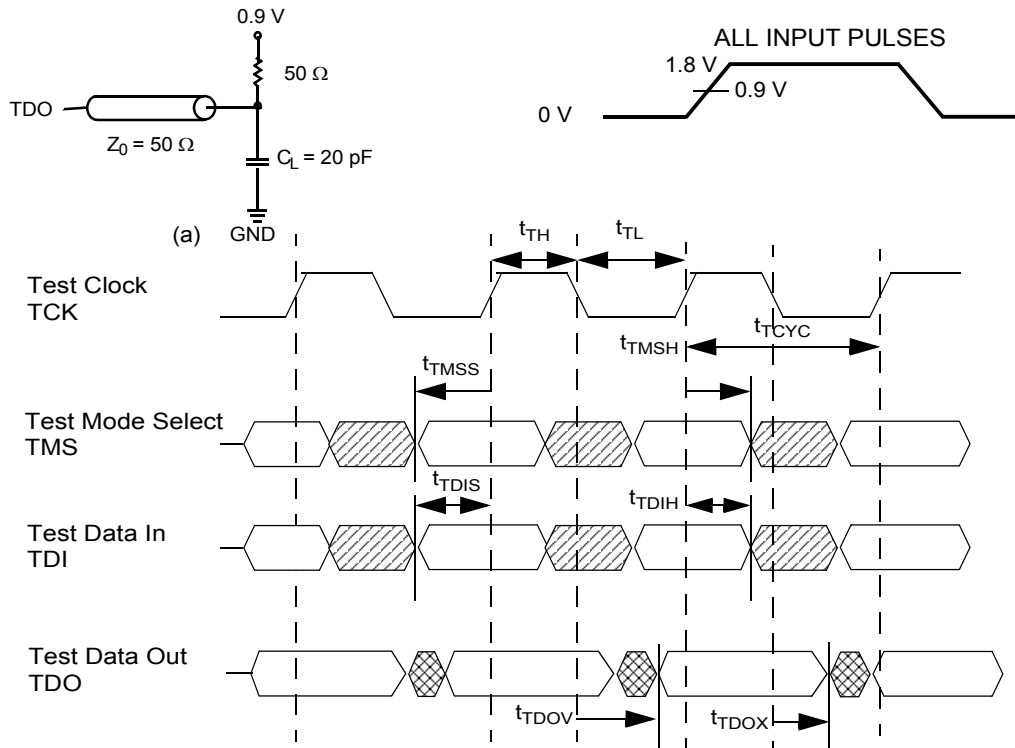 0.9 V
50 Ω
TDO
Z0 = 50 Ω
CL = 20 pF
(a)
GND
ALL INPUT PULSES
1.8 V
0.9 V
0 V
tTH
tTL
Test Clock
TCK
tTCYC
tTMSH
tTMSS
Test Mode Select
TMS
tTDIS
tTDIH
Test Data In
TDI
Test Data Out
TDO
tTDOV
tTDOX